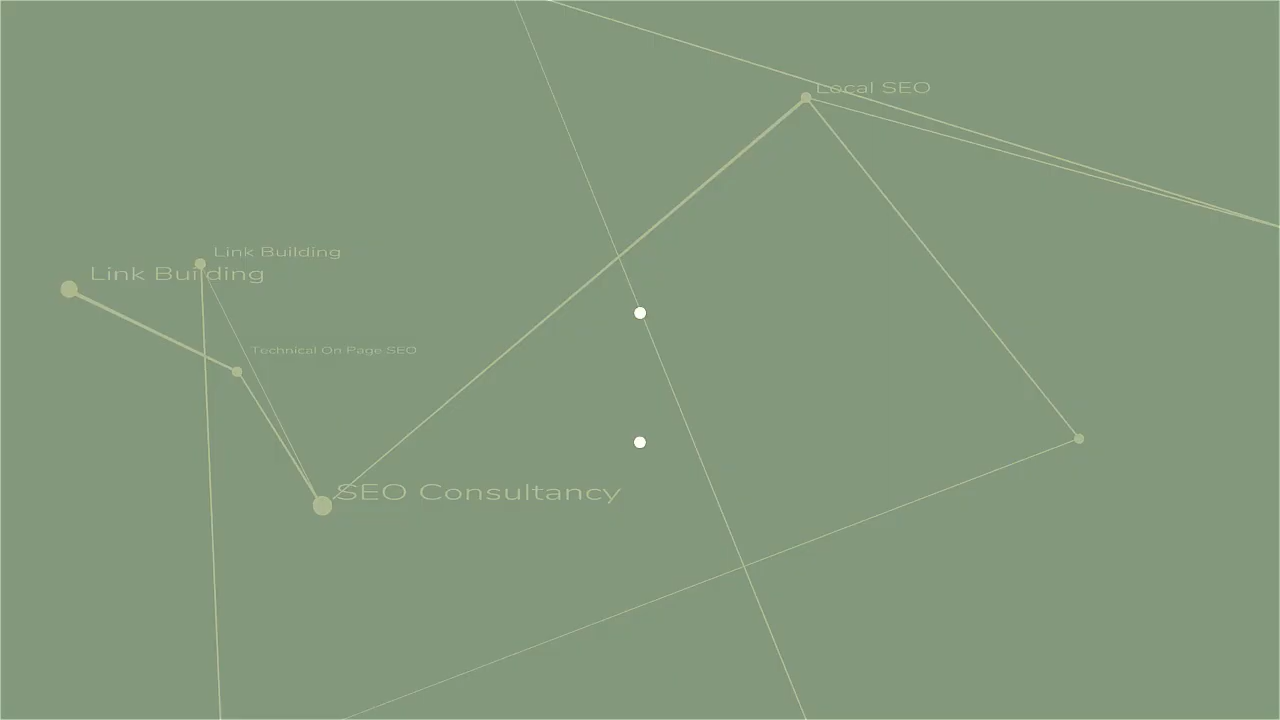 Local SEO
Link Building
Link Building
Technical On Page SEO
SEO Consultancy